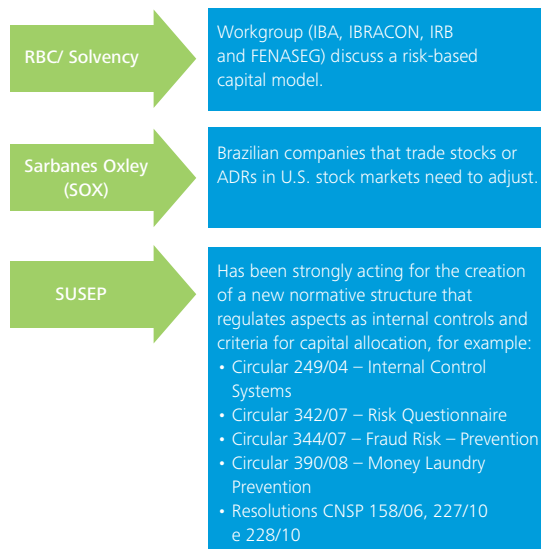 RBC/ Solvency
Workgroup (IBA, IBRACON, IRB
and FENASEG) discuss a risk-based
capital model.
Sarbanes Oxley
(SOX)
Brazilian companies that trade stocks or
ADRs in U.S. stock markets need to adjust.
SUSEP
Has been strongly acting for the creation
of a new normative structure that
regulates aspects as internal controls and
criteria for capital allocation, for example:
• Circular 249/04 – Internal Control
Systems
• Circular 342/07 – Risk Questionnaire
• Circular 344/07 – Fraud Risk – Prevention
• Circular 390/08 – Money Laundry
Prevention
• Resolutions CNSP 158/06, 227/10
e 228/10